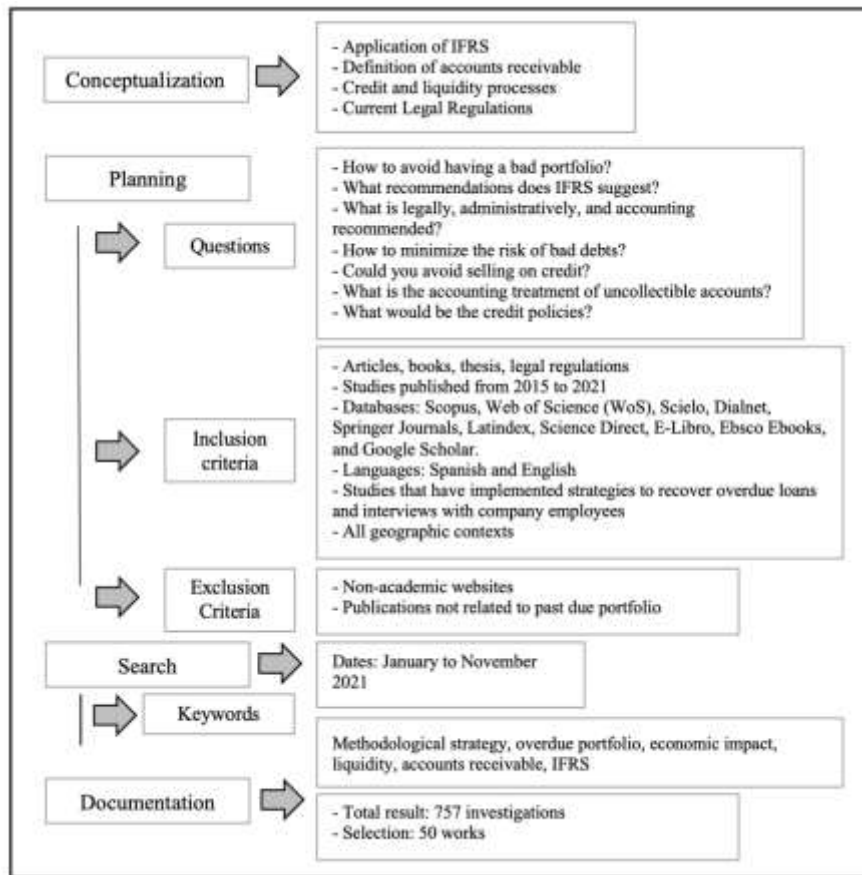 Conceptualization
- Application of IFRS
- Definition of accounts receivable
- Credit and liquidity processes
- Current Legal Regulations
Planning
Questions
- How to avoid having a bad portfolio?
- What recommendations does IFRS suggest?
- What is legally, administratively, and accounting
recommended?
- How to minimize the risk of bad debts?
- Could you avoid selling on credit?
- What is the accounting treatment of uncollectible accounts?
- What would be the credit policies?
Inclusion
criteria
- Articles, books, thesis, legal regulations
- Studies published from 2015 to 2021
- Databases: Scopus, Web of Science (WoS), Scielo, Dialnet,
Springer Journals, Latindex, Science Direct, E-Libro, Ebsco Ebooks,
and Google Scholar.
- Languages: Spanish and English
- Studies that have implemented strategies to recover overdue loans
and interviews with company employees
- All geographic contexts
Exclusion
Criteria
- Non-academic websites
- Publications not related to past due portfolio
Search
Dates: January to November
2021
Keywords
Methodological strategy, overdue portfolio, economic impact,
liquidity, accounts receivable, IFRS
Documentation
- Total result: 757 investigations
- Selection: 50 works